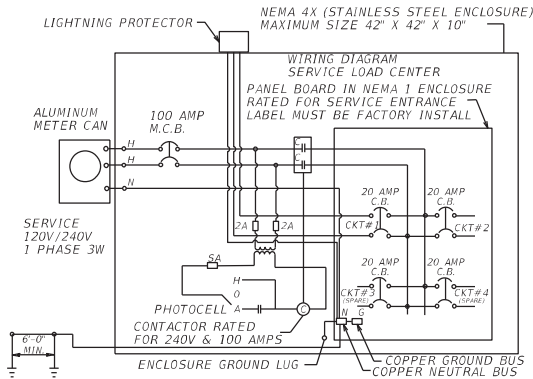 LIGHTNING PROTECTOR
NEMA 4X (STAINLESS STEEL ENCLOSURE)
MAXIMUM SIZE 42" X 42" X 10"
WIRING DIAGRAM
SERVICE LOAD CENTER
PANEL BOARD IN NEMA 1 ENCLOSURE
RATED FOR SERVICE ENTRANCE
LABEL MUST BE FACTORY INSTALL
ALUMINUM
METER CAN
100 AMP
M.C.B.
H
H
N
C
C
SERVICE
120V/240V
1 PHASE 3W
20 AMP
C.B.
20 AMP
C.B.
2A
2A
CKT#1
CKT#2
5A
20 AMP
C.B.
20 AMP
C.B.
H
O
A
PHOTOCELL
C
CKT#3
(SPARE)
CKT#4
(SPARE)
N G
CONTACTOR RATED
FOR 240V & 100 AMPS
6'-0"
MIN.
ENCLOSURE GROUND LUG
COPPER GROUND BUS
COPPER NEUTRAL BUS